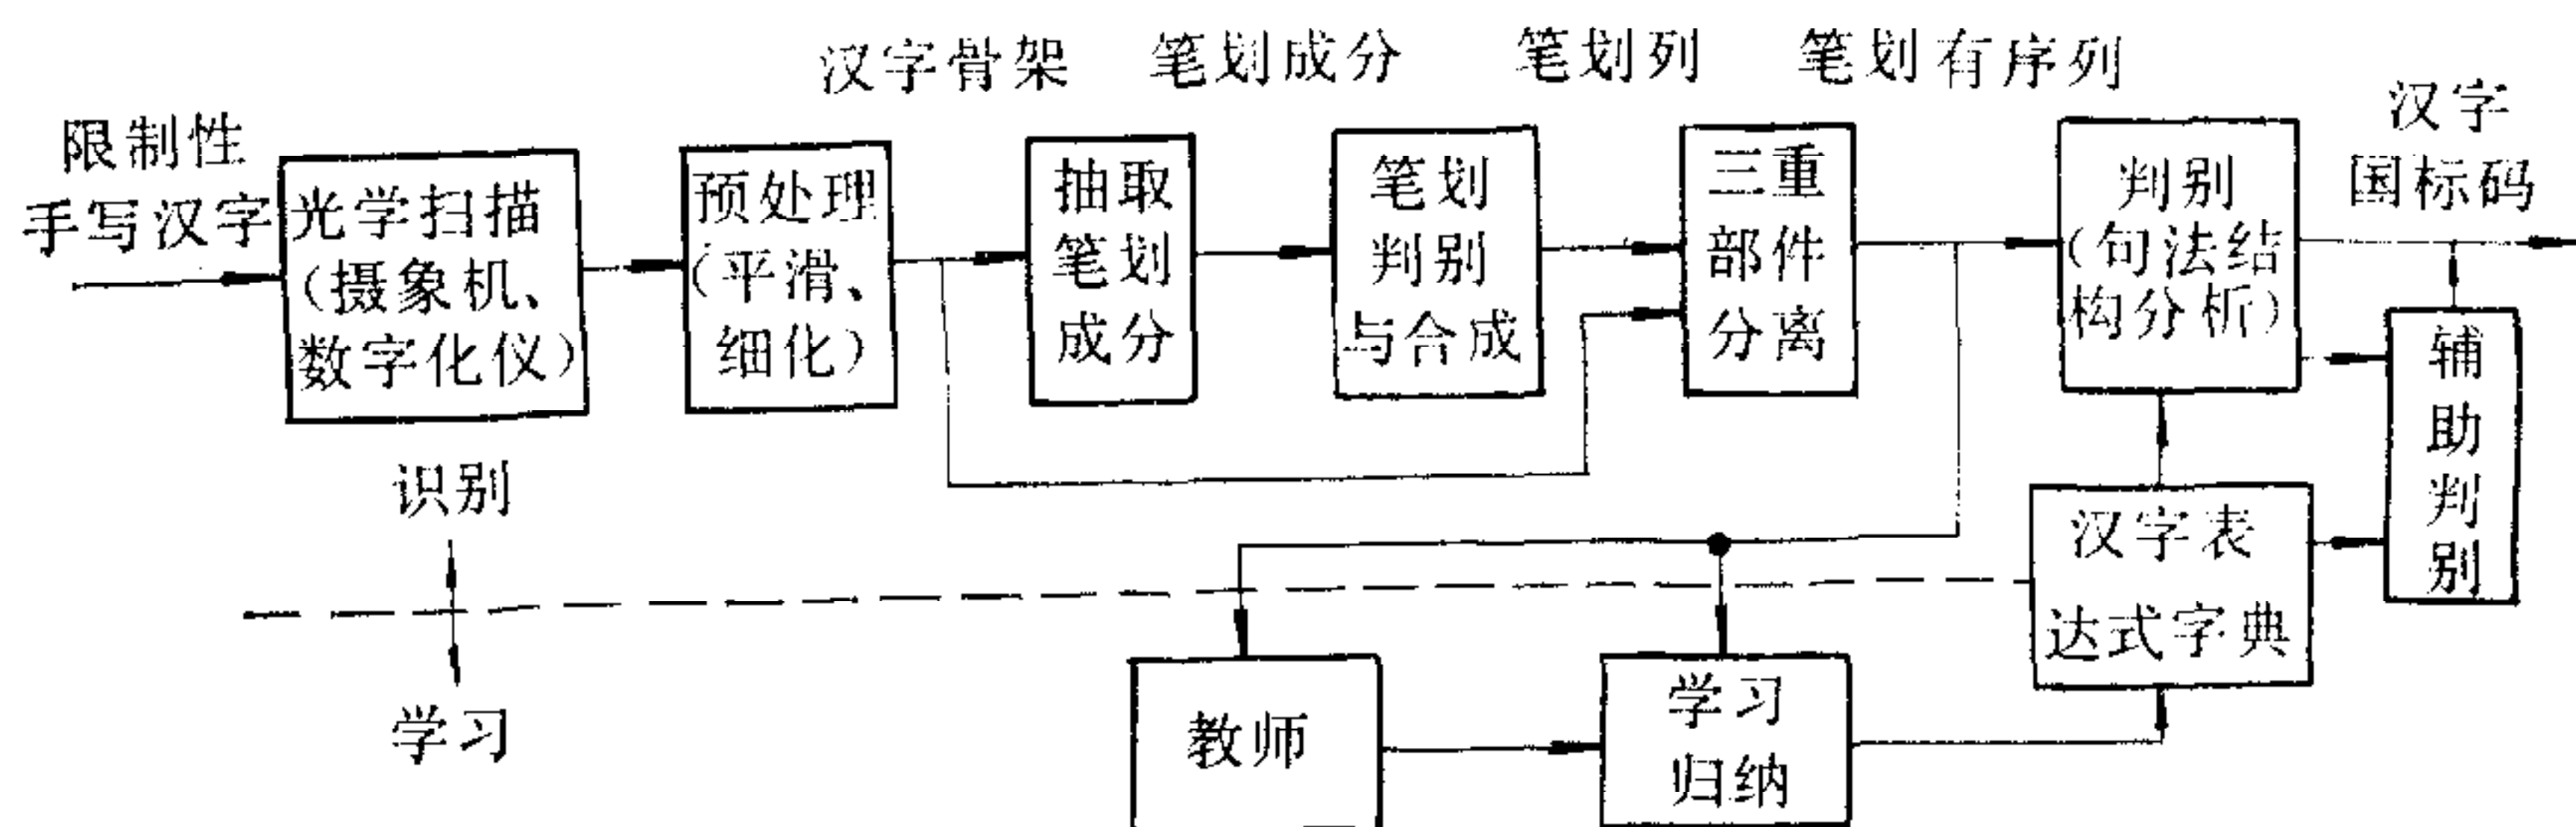 汉字骨架 笔划成分 笔划列 笔划有序列
限制性
手写汉字
光学扫描
(摄象机、
数字化仪)
预处理
(平滑、
细化)
抽取
笔划
成分
笔划
判别
与合成
三重
部件
分离
判别
(句法结
构分析)
汉字
国标码
辅
助
判
别
识别
学习
汉字表
达式字典
教师
学习
归纳